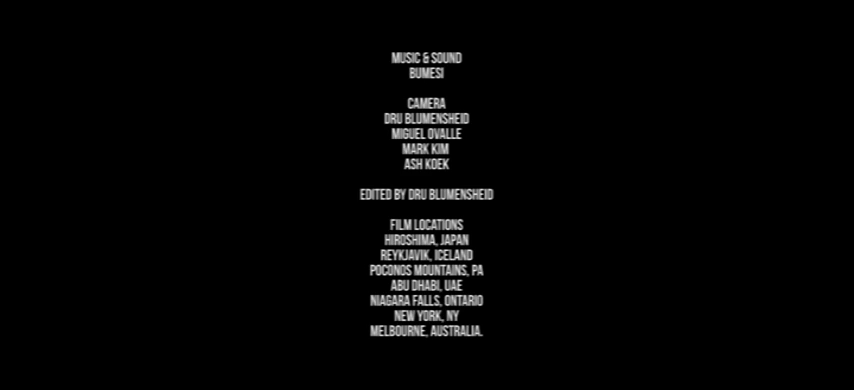 MUSIC & SOUND
BUMESI
CAMERA
DRU BLUMENSHEID
MIGUEL OVALLE
MARK KIM
ASH KOEK
EDITED BY DRU BLUMENSHEID
FILM LOCATIONS
HIROSHIMA, JAPAN
REYKJAVIK, ICELAND
POCONOS MOUNTAINS, PA
ABU DHABI, UAE
NIAGARA FALLS, ONTARIO
NEW YORK, NY
MELBOURNE, AUSTRALIA.